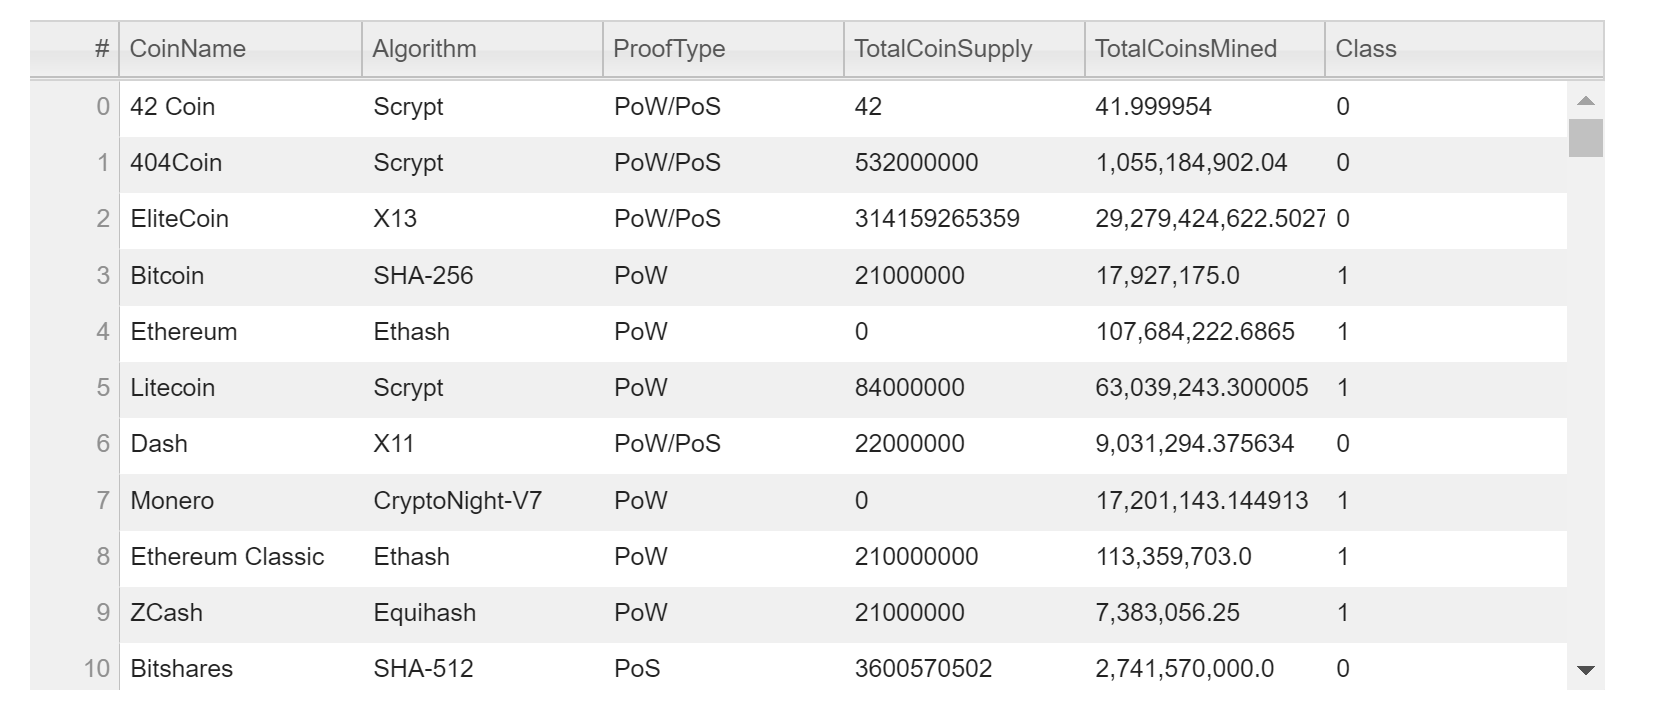 # CoinName Algorithm ProofType TotalCoinSupply TotalCoinsMined Class
0 42 Coin Scrypt PoW/PoS 42 41.999954 0
1 404Coin Scrypt PoW/PoS 532000000 1,055,184,902.04 0
2 EliteCoin X13 PoW/PoS 314159265359 29,279,424,622.5027 0
3 Bitcoin SHA-256 PoW 21000000 17,927,175.0 1
4 Ethereum Ethash PoW 0 107,684,222.6865 1
5 Litecoin Scrypt PoW 84000000 63,039,243.300005 1
6 Dash X11 PoW/PoS 22000000 9,031,294.375634 0
7 Monero CryptoNight-V7 PoW 0 17,201,143.144913 1
8 Ethereum Classic Ethash PoW 210000000 113,359,703.0 1
9 ZCash Equihash PoW 21000000 7,383,056.25 1
10 Bitshares SHA-512 PoS 3600570502 2,741,570,000.0 0